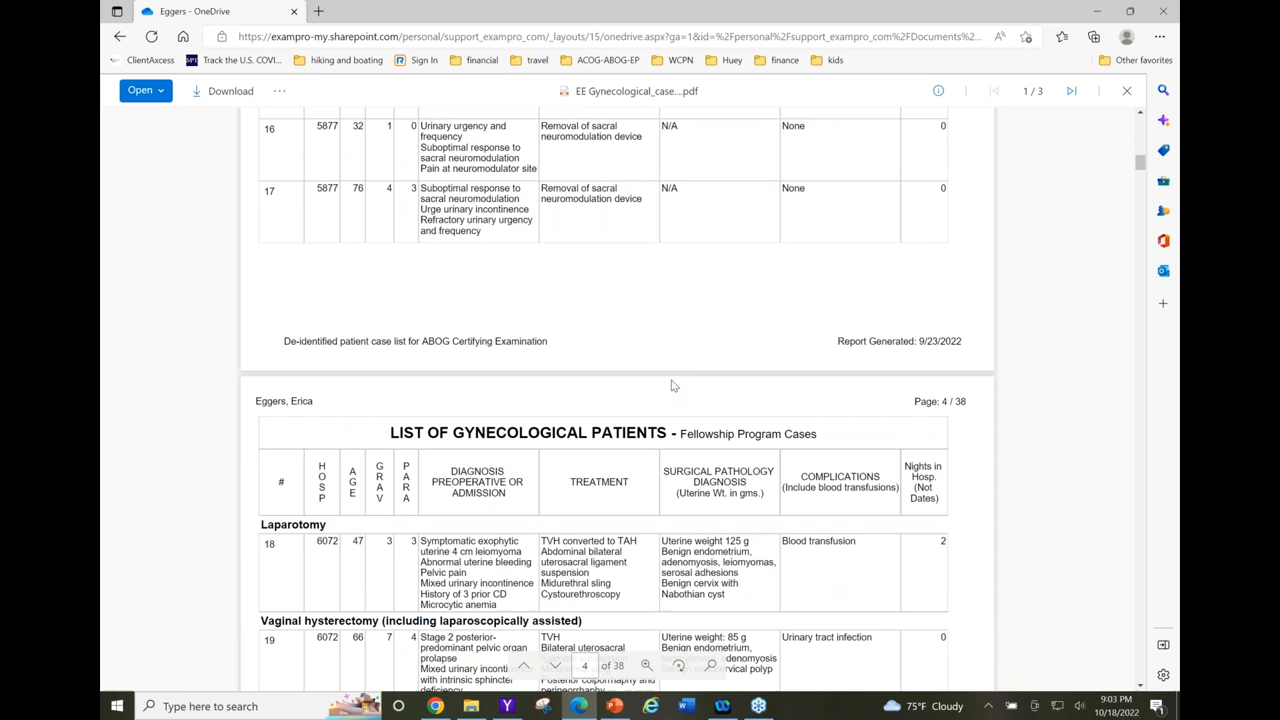 Eggers - OneDrive
https://exampro-my.sharepoint.com/personal/support_exampro_com/_layouts/15/onedrive.aspx?ga=1&id=%2Fpersonal%2Fsupport_exampro_com%2FDocuments%2...
ClientAxcess
Track the U.S. COVI...
hiking and boating
Sign In
financial
travel
ACOG-ABOG-EP
WCPN
Huey
finance
kids
Other favorites
Open
Download
EE Gynecological_case....pdf
1 / 3
16 5877 32 1 0 Urinary urgency and Removal of sacral N/A None 0
frequency neuromodulation device
Suboptimal response to
sacral neuromodulation
Pain at neuromodulator site
17 5877 76 4 3 Suboptimal response to Removal of sacral N/A None 0
sacral neuromodulation neuromodulation device
Urge urinary incontinence
Refractory urinary urgency
and frequency
De-identified patient case list for ABOG Certifying Examination
Report Generated: 9/23/2022
Eggers, Erica
Page: 4 / 38
LIST OF GYNECOLOGICAL PATIENTS - Fellowship Program Cases
#
HOSP
AGE
GRAV
PARA
DIAGNOSIS
PREOPERATIVE OR
ADMISSION
TREATMENT
SURGICAL PATHOLOGY
DIAGNOSIS
(Uterine Wt. in gms.)
COMPLICATIONS
(Include blood transfusions)
Nights in
Hosp.
(Not
Dates)
Laparotomy
18 6072 47 3 3 Symptomatic exophytic TVH converted to TAH Uterine weight 125 g Blood transfusion 2
uterine 4 cm leiomyoma Abdominal bilateral Benign endometrium,
Abnormal uterine bleeding uterosacral ligament adenomyosis, leiomyomas,
Pelvic pain suspension serosal adhesions
Mixed urinary incontinence Midurethral sling Benign cervix with
History of 3 prior CD Cystourethroscopy Nabothian cyst
Microcytic anemia
Vaginal hysterectomy (including laparoscopically assisted)
19 6072 66 7 4 Stage 2 posterior- TVH Uterine weight: 85 g Urinary tract infection 0
predominant pelvic organ Bilateral uterosacral Benign endometrium,
prolapse
Mixed urinary
with intrinsic sphincter
4 of 38
Type here to search
75°F Cloudy
9:03 PM
10/18/2022